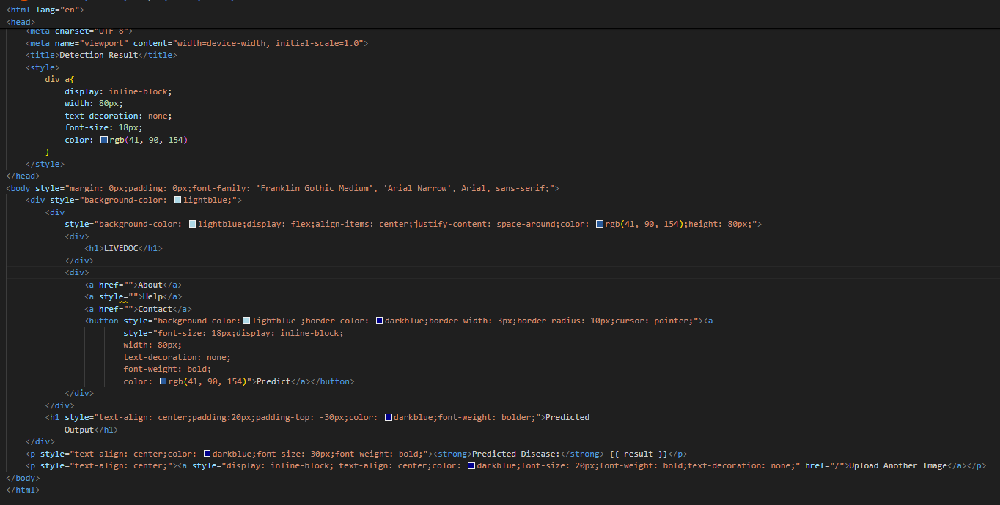 <html lang="en">
<head>
    <meta charset="UTF-8">
    <meta name="viewport" content="width=device-width, initial-scale=1.0">
    <title>Detection Result</title>
    <style>
        div a{
            display: inline-block;
            width: 80px;
            text-decoration: none;
            font-size: 18px;
            color: rgb(41, 90, 154)
        }
    </style>
</head>
<body style="margin: 0px;padding: 0px;font-family: 'Franklin Gothic Medium', 'Arial Narrow', Arial, sans-serif;">
    <div style="background-color: lightblue;">
        <div
            style="background-color: lightblue;display: flex;align-items: center;justify-content: space-around;color: rgb(41, 90, 154);height: 80px;">
            <div>
                <h1>LIVEDOC</h1>
            </div>
            <div>
                <a href="">About</a>
                <a style="">Help</a>
                <a href="">Contact</a>
                <button style="background-color:lightblue ;border-color: darkblue;border-width: 3px;border-radius: 10px;cursor: pointer;"><a
                        style="font-size: 18px;display: inline-block;
                        width: 80px;
                        text-decoration: none;
                        font-weight: bold;
                        color: rgb(41, 90, 154)">Predict</a></button>
            </div>
        </div>
        <h1 style="text-align: center;padding:20px;padding-top: -30px;color: darkblue;font-weight: bolder;">Predicted
            Output</h1>
    </div>
    <p style="text-align: center;color: darkblue;font-size: 30px;font-weight: bold;"><strong>Predicted Disease:</strong> {{ result }}</p>
    <p style="text-align: center;"><a style="display: inline-block; text-align: center;color: darkblue;font-size: 20px;font-weight: bold;text-decoration: none;" href="/">Upload Another Image</a></p>
</body>
</html>